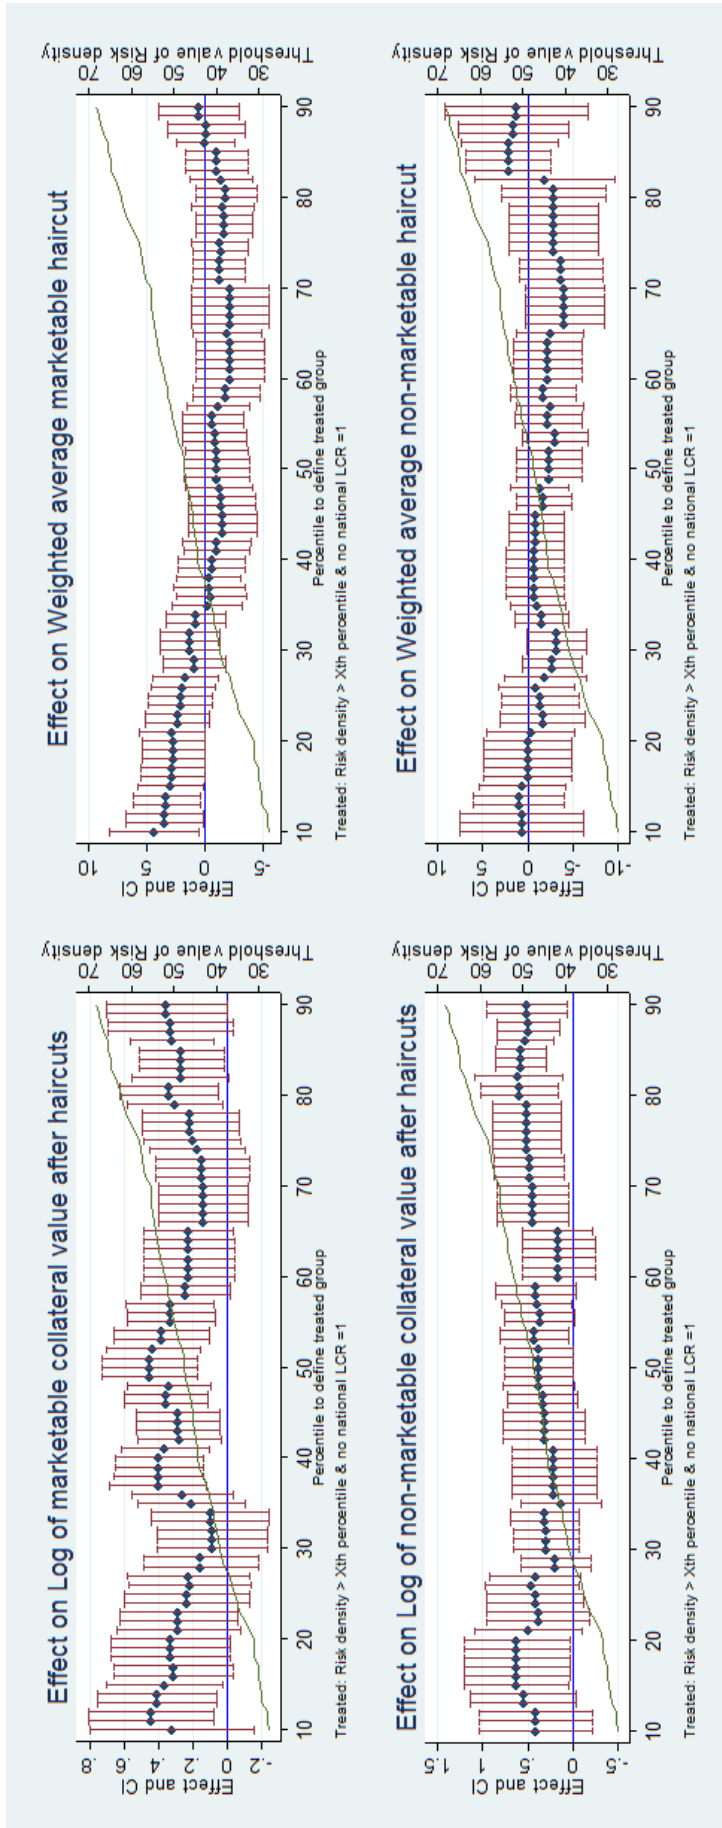 Effect on Log of marketable collateral value after haircuts
Effect and CI
-.2 0 .2 .4 .6 .8
Threshold value of Risk density
30 40 50 60 70
10 20 30 40 50 60 70 80 90
Percentile to define treated group
Treated: Risk density > Xth percentile & no national LCR =1
Effect on Weighted average marketable haircut
Effect and CI
-5 0 5 10
Threshold value of Risk density
30 40 50 60 70
10 20 30 40 50 60 70 80 90
Percentile to define treated group
Treated: Risk density > Xth percentile & no national LCR =1
Effect on Log of non-marketable collateral value after haircuts
Effect and CI
-.5 0 .5 1 1.5
Threshold value of Risk density
30 40 50 60 70
10 20 30 40 50 60 70 80 90
Percentile to define treated group
Treated: Risk density > Xth percentile & no national LCR =1
Effect on Weighted average non-marketable haircut
Effect and CI
-10 -5 0 5 10
Threshold value of Risk density
30 40 50 60 70
10 20 30 40 50 60 70 80 90
Percentile to define treated group
Treated: Risk density > Xth percentile & no national LCR =1